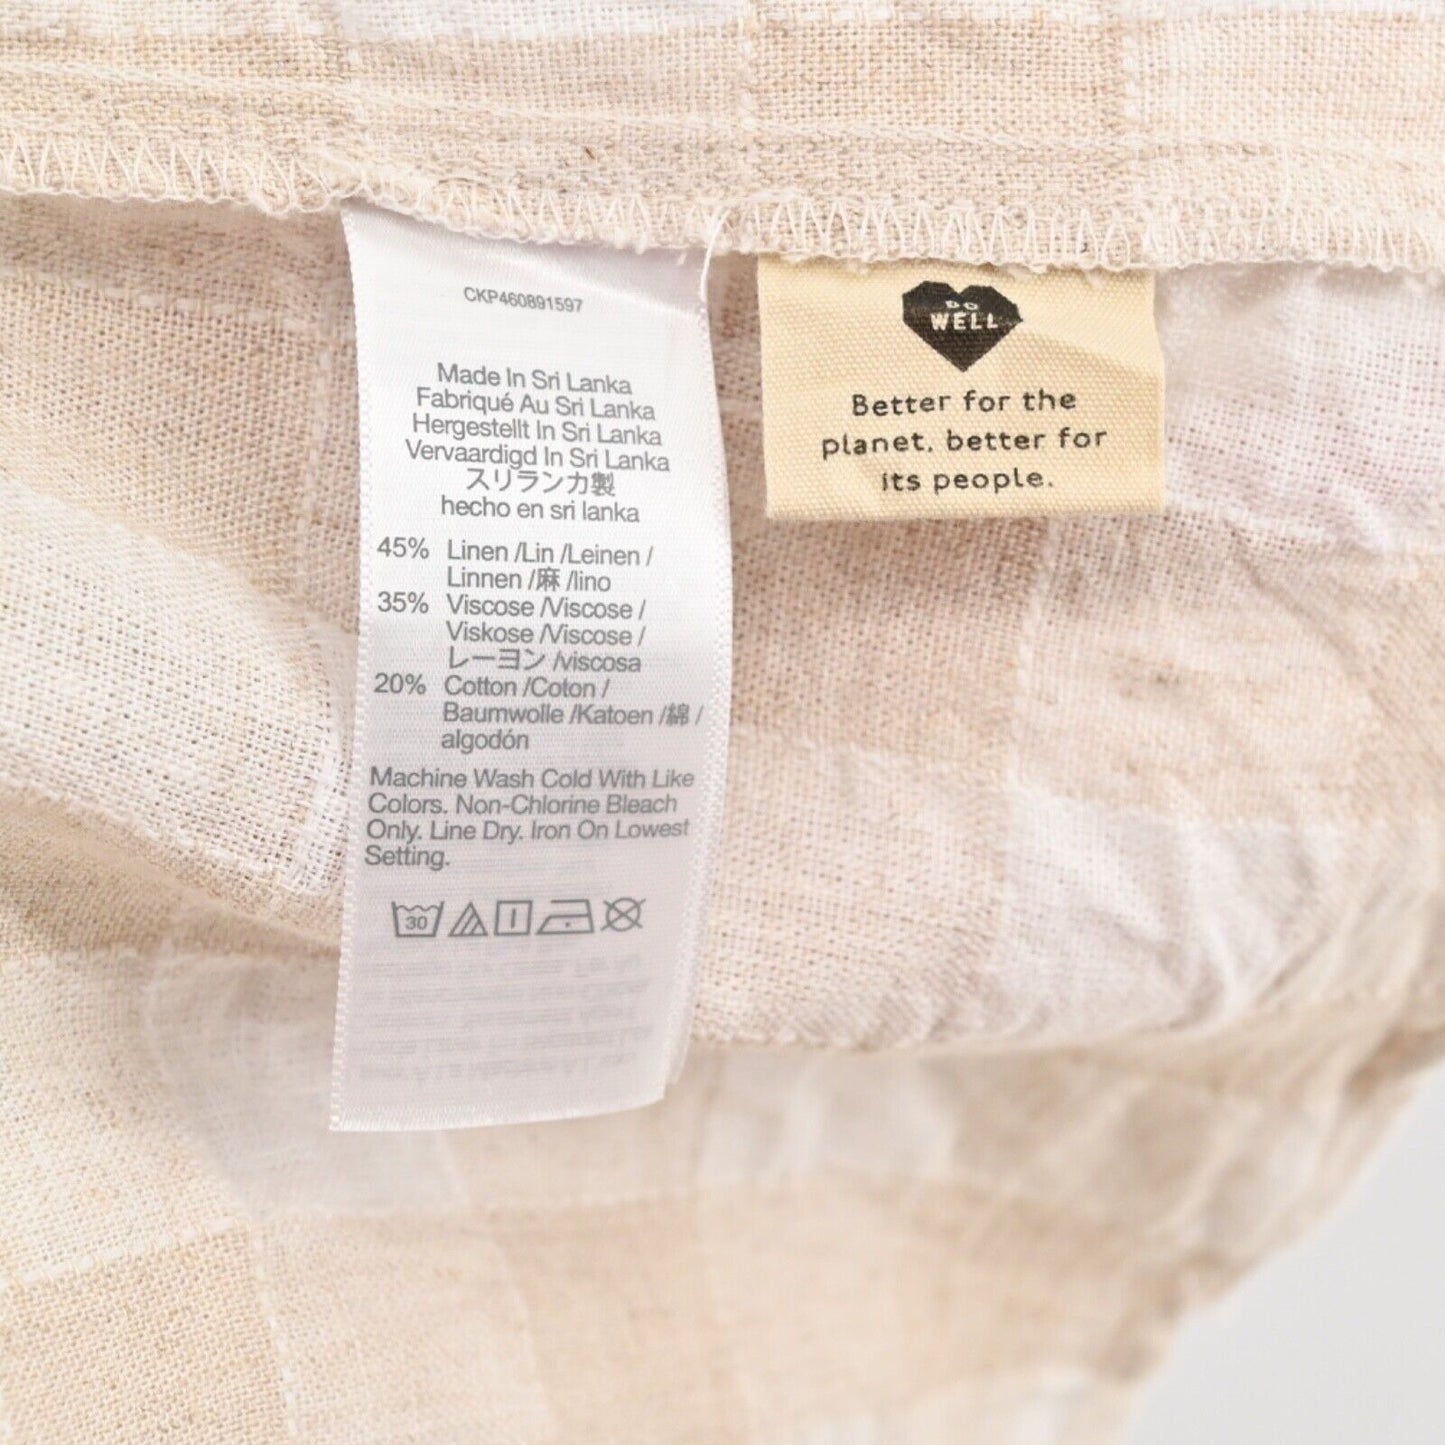 CKP460891597
Made In Sri Lanka
Fabriqué Au Sri Lanka
Hergestellt In Sri Lanka
Vervaardigd In Sri Lanka
スリランカ製
hecho en sri lanka
45% Linen /Lin /Leinen /
Linnen /麻 /lino
35% Viscose /Viscose /
Viskose /Viscose /
レーヨン /viscosa
20% Cotton /Coton /
Baumwolle /Katoen /綿 /
algodón
Machine Wash Cold With Like
Colors. Non-Chlorine Bleach
Only. Line Dry. Iron On Lowest
Setting.
30
DO
WELL
Better for the
planet, better for
its people.